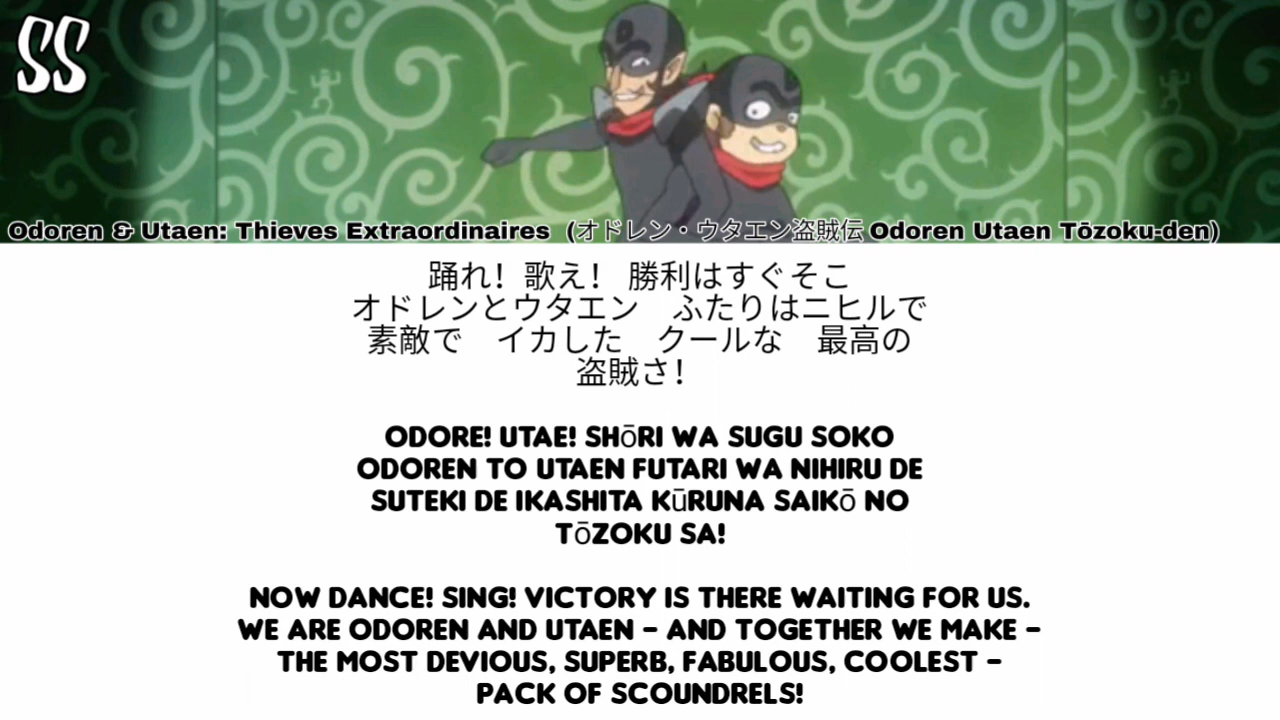 SS
Odoren & Utaen: Thieves Extraordinaires (オドレン・ウタエン盗賊伝 Odoren Utaen Tōzoku-den)
踊れ！歌え！ 勝利はすぐそこ
オドレンとウタエン　ふたりはニヒルで
素敵で　イカした　クールな　最高の
盗賊さ！
ODORE! UTAE! SHōRI WA SUGU SOKO
ODOREN TO UTAEN FUTARI WA NIHIRU DE
SUTEKI DE IKASHITA KūRUNA SAIKō NO
TōZOKU SA!
NOW DANCE! SING! VICTORY IS THERE WAITING FOR US.
WE ARE ODOREN AND UTAEN – AND TOGETHER WE MAKE –
THE MOST DEVIOUS, SUPERB, FABULOUS, COOLEST –
PACK OF SCOUNDRELS!